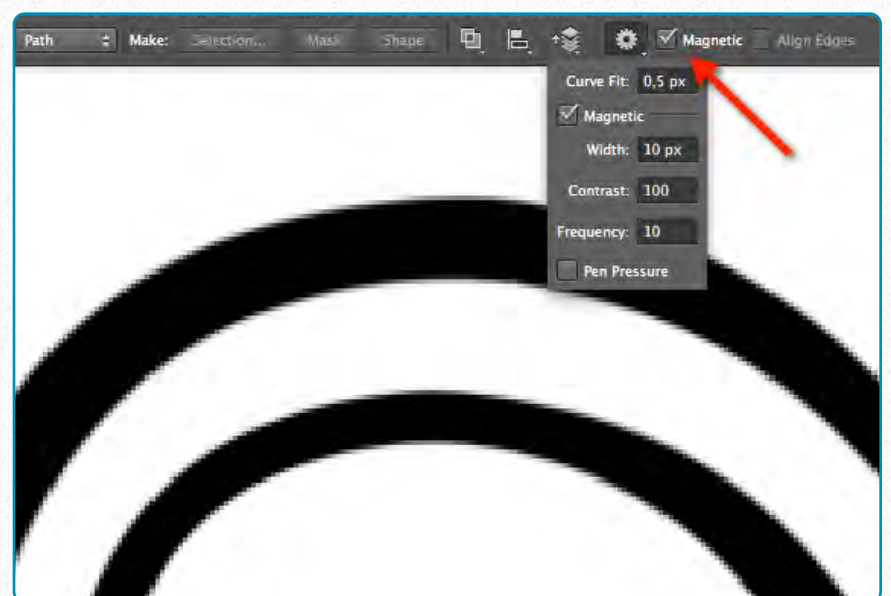 Path Make: Selection... Mask Shape Magnetic Align Edges
Curve Fit: 0,5 px
Magnetic
Width: 10 px
Contrast: 100
Frequency: 10
Pen Pressure